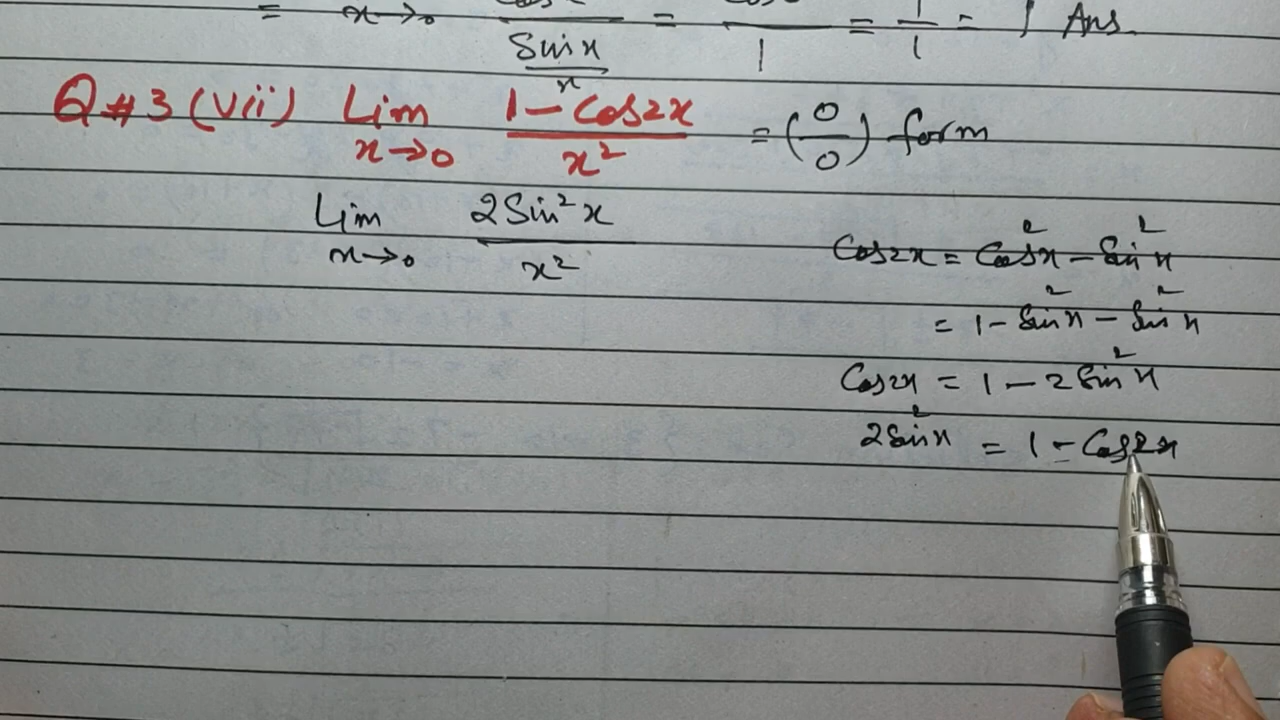 = x→0 Sinx/x = 1 = 1/1 = 1 Ans.
Q#3(Vii) Lim x→0 1-Cos2x/x² = (0/0) form
Lim x→0 2Sin²x/x²
Cos2x = Cos²x - Sin²x
= 1 - Sin²x - Sin²x
Cos2x = 1 - 2Sin²x
2Sin²x = 1 - Cos2x